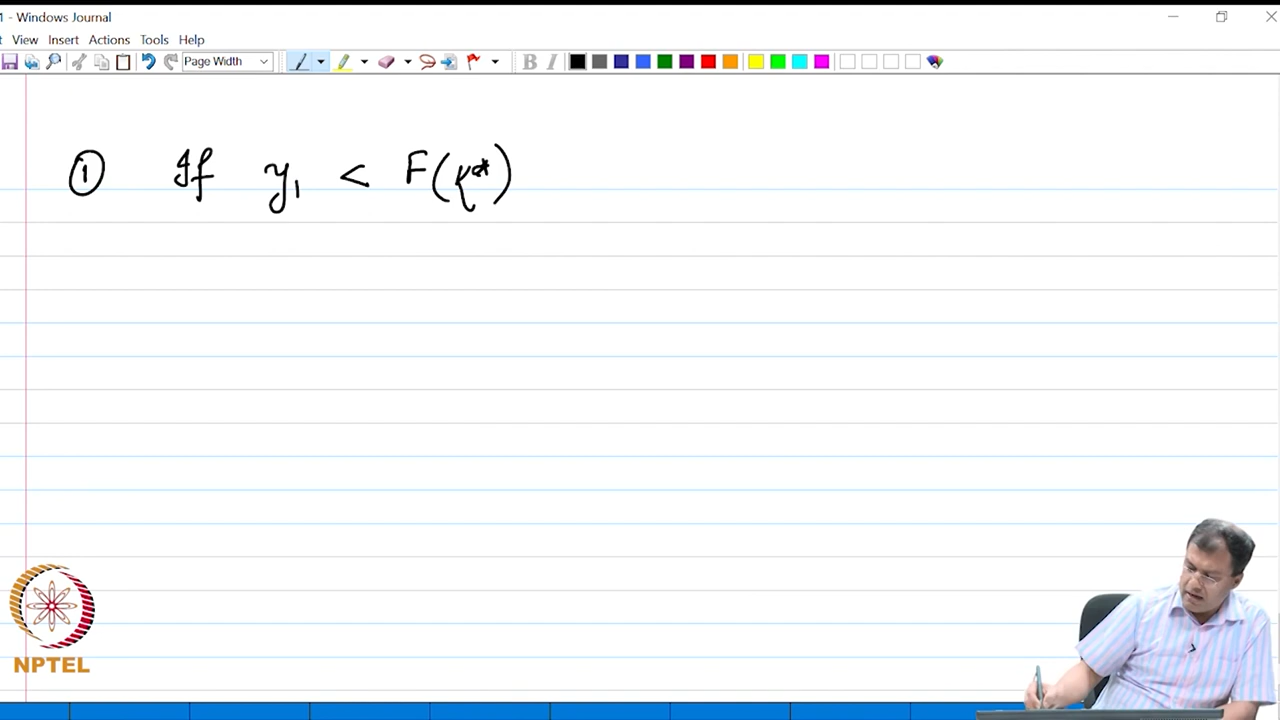 1 - Windows Journal
t View Insert Actions Tools Help
Page Width B I
① If y₁ < F(K*)
NPTEL